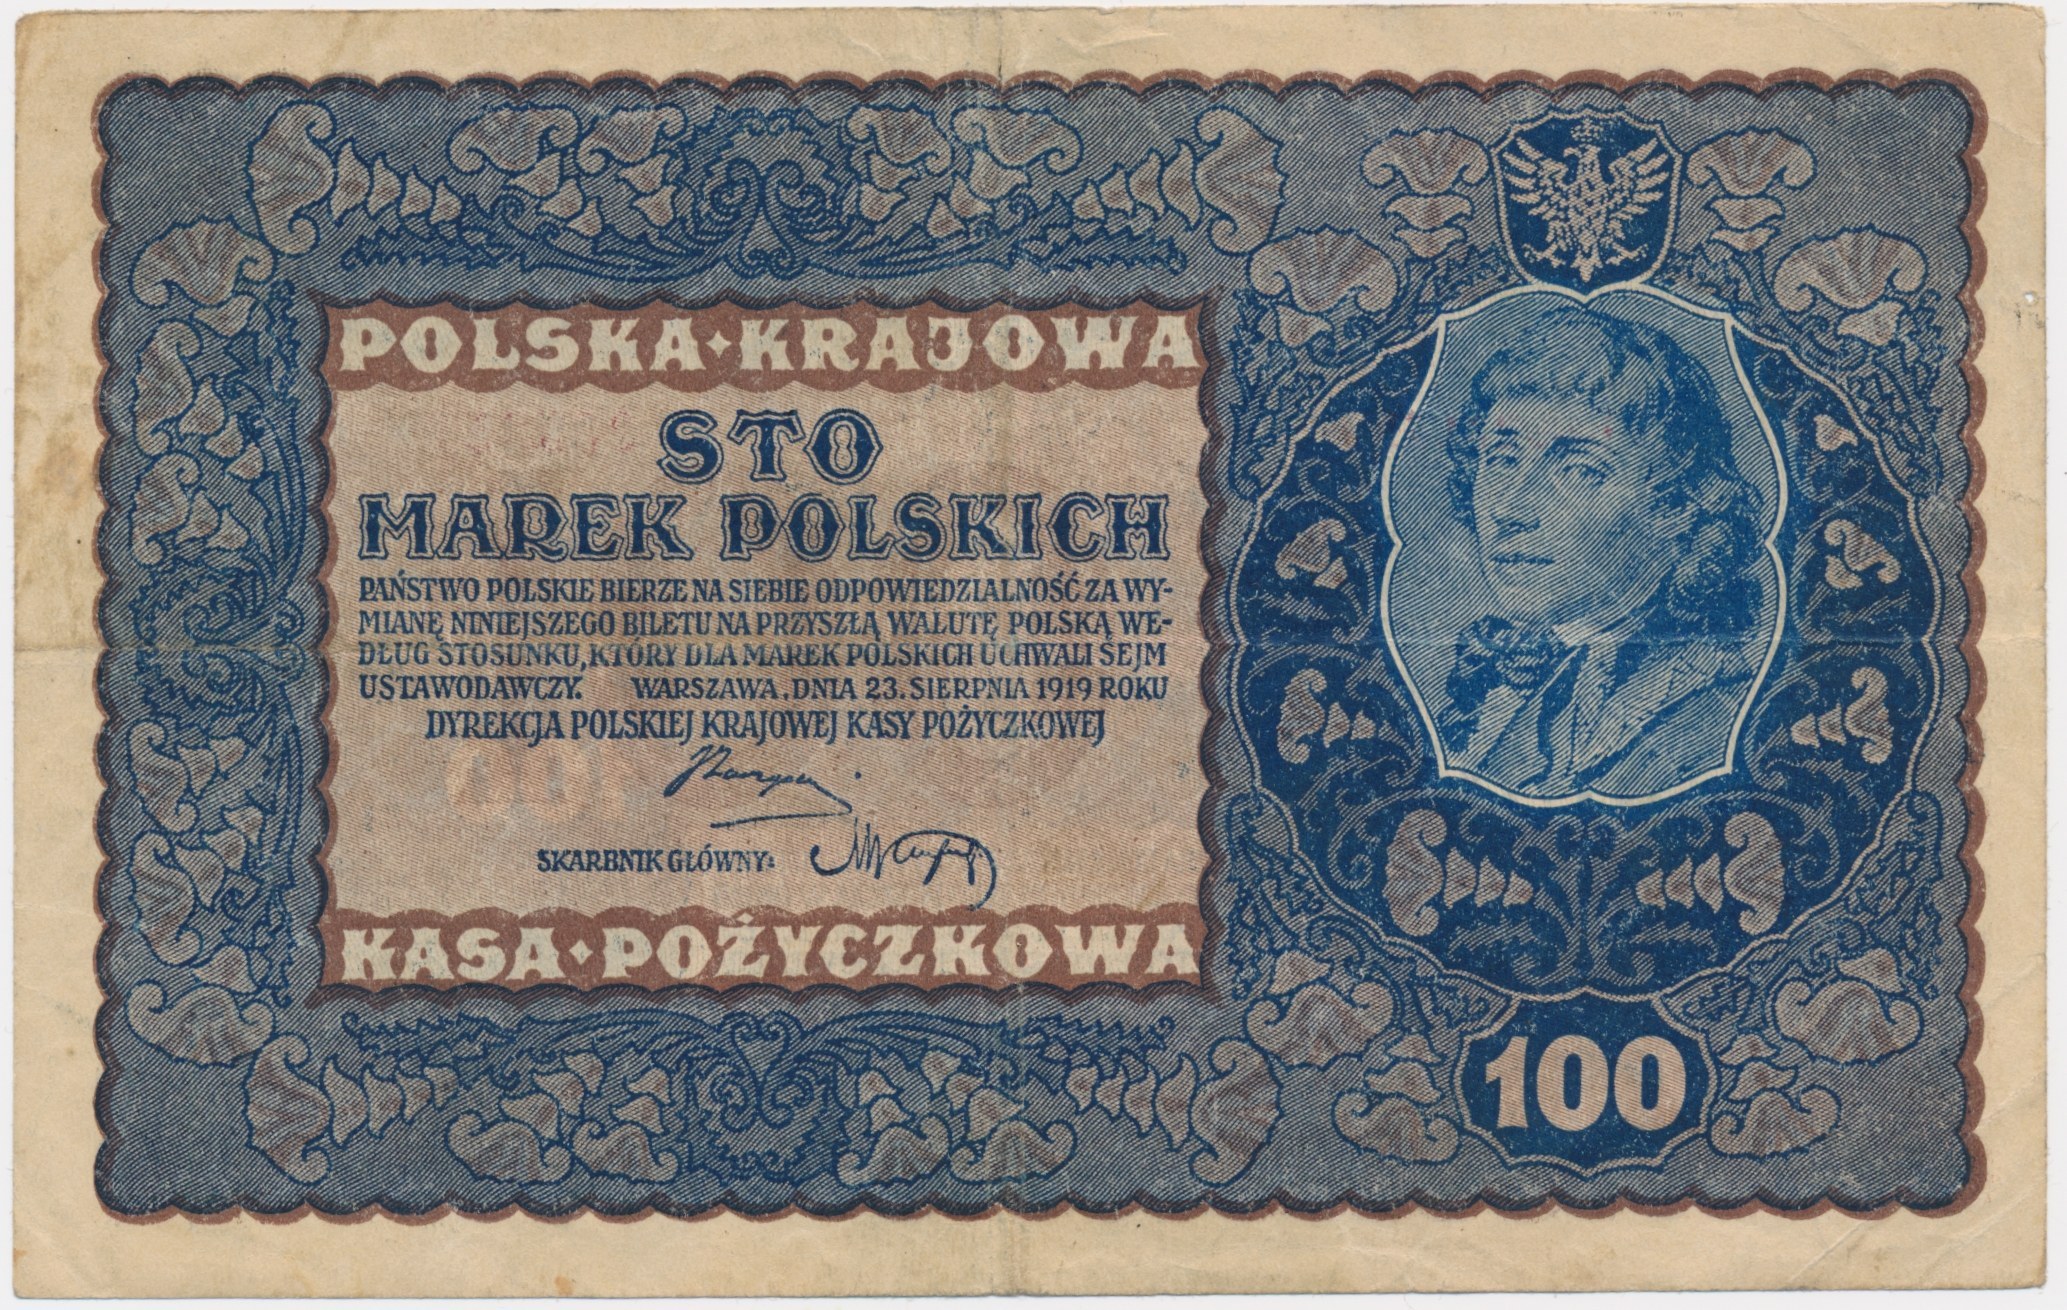 POLSKA KRAJOWA
STO
MAREK POLSKICH
PAŃSTWO POLSKIE BIERZE NA SIEBIE ODPOWIEDZIALNOŚĆ ZA WY-
MIANĘ NINIEJSZEGO BILETU NA PRZYSZŁĄ WALUTĘ POLSKĄ WE-
DŁUG STOSUNKU, KTÓRY DLA MAREK POLSKICH UCHWALI SEJM
USTAWODAWCZY. WARSZAWA, DNIA 23. SIERPNIA 1919 ROKU
DYREKCJA POLSKIEJ KRAJOWEJ KASY POŻYCZKOWEJ
SKARBNIK GŁÓWNY:
KASA POŻYCZKOWA
100